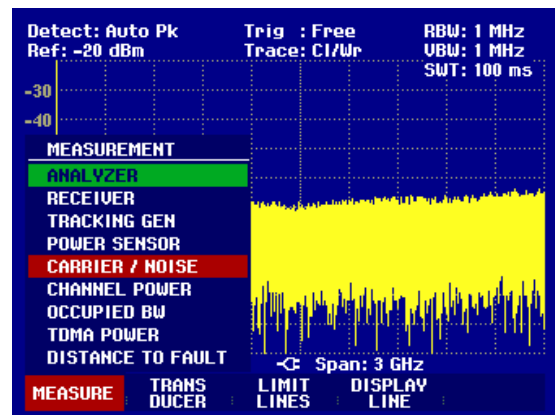 Detect: Auto Pk Trig : Free RBW: 1 MHz
Ref: -20 dBm Trace: Cl/Wr VBW: 1 MHz
SWT: 100 ms
-30
-40
MEASUREMENT
ANALYZER
RECEIVER
TRACKING GEN
POWER SENSOR
CARRIER / NOISE
CHANNEL POWER
OCCUPIED BW
TDMA POWER
DISTANCE TO FAULT
Span: 3 GHz
MEASURE TRANS LIMIT DISPLAY
DUCER LINES LINE